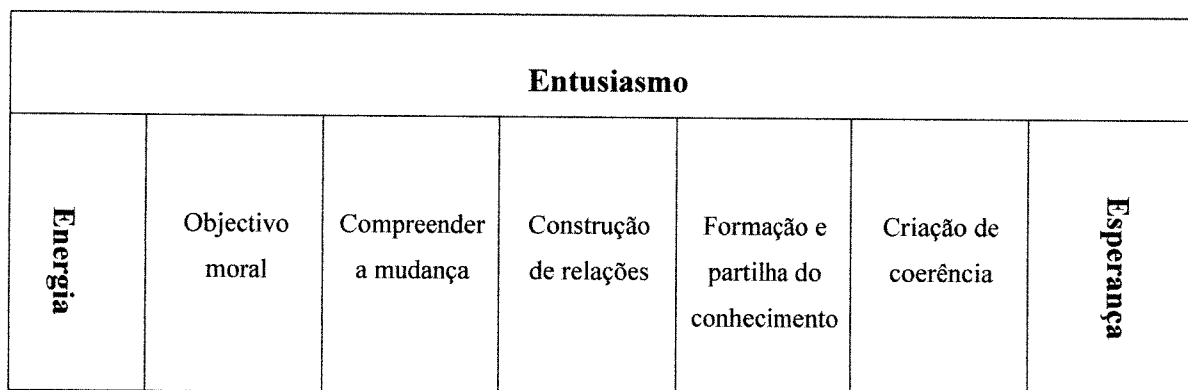 Entusiasmo
Energia
Objectivo
moral
Compreender
a mudança
Construção
de relações
Formação e
partilha do
conhecimento
Criação de
coerência
Esperança